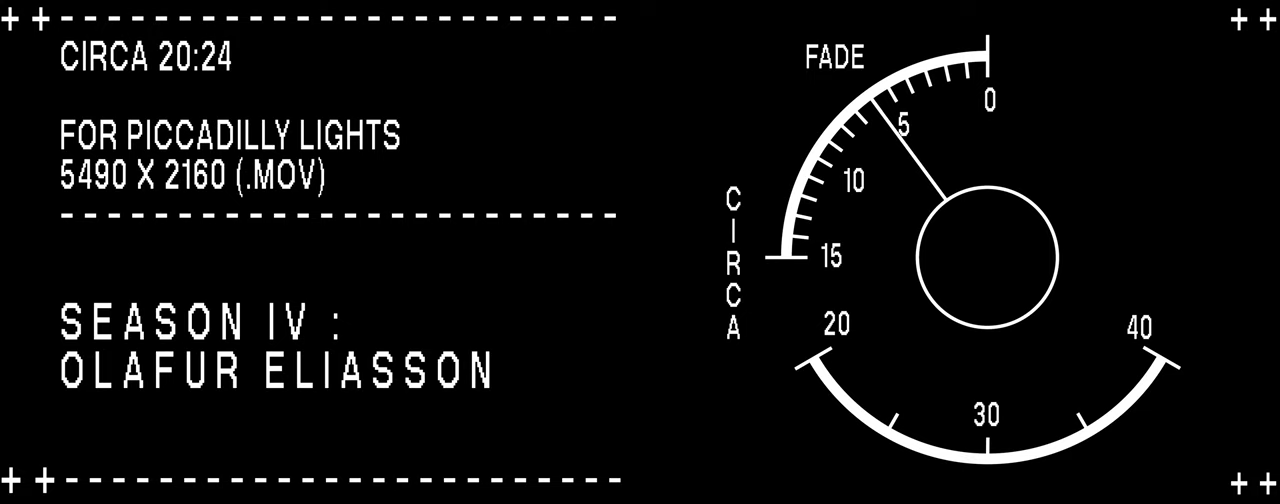 CIRCA 20:24
FOR PICCADILLY LIGHTS
5490 X 2160 (.MOV)
SEASON IV :
OLAFUR ELIASSON
FADE
0
5
10
15
CIRCA
20
30
40